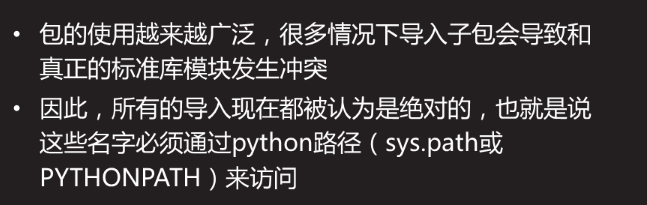 • 包的使用越来越广泛，很多情况下导入子包会导致和
真正的标准库模块发生冲突
• 因此，所有的导入现在都被认为是绝对的，也就是说
这些名字必须通过python路径（sys.path或
PYTHONPATH）来访问